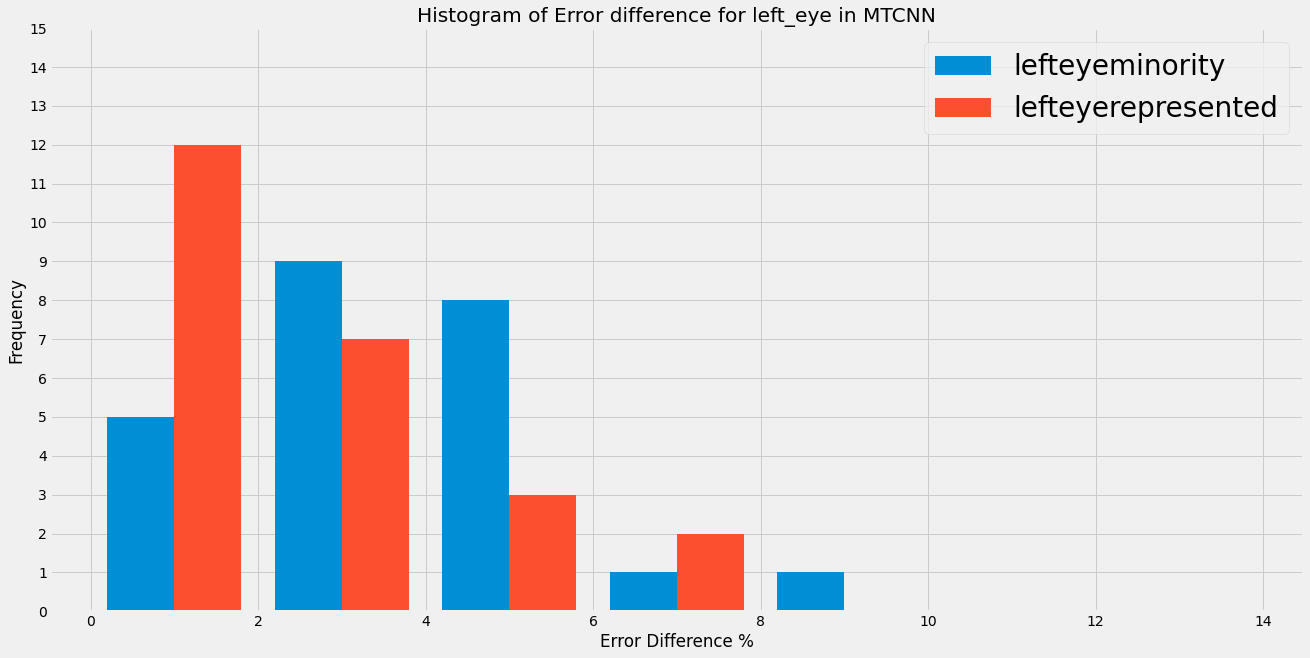 Histogram of Error difference for left_eye in MTCNN
lefteyeminority
lefteyerepresented
Frequency
15
14
13
12
11
10
9
8
7
6
5
4
3
2
1
0
0 2 4 6 8 10 12 14
Error Difference %